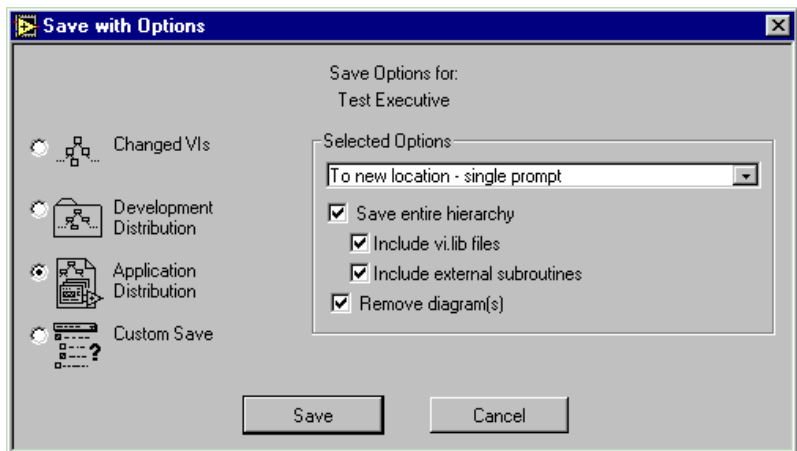 Save with Options
Save Options for:
Test Executive
Changed VIs
Development
Distribution
Application
Distribution
Custom Save
Selected Options
To new location - single prompt
Save entire hierarchy
Include vi.lib files
Include external subroutines
Remove diagram(s)
Save
Cancel